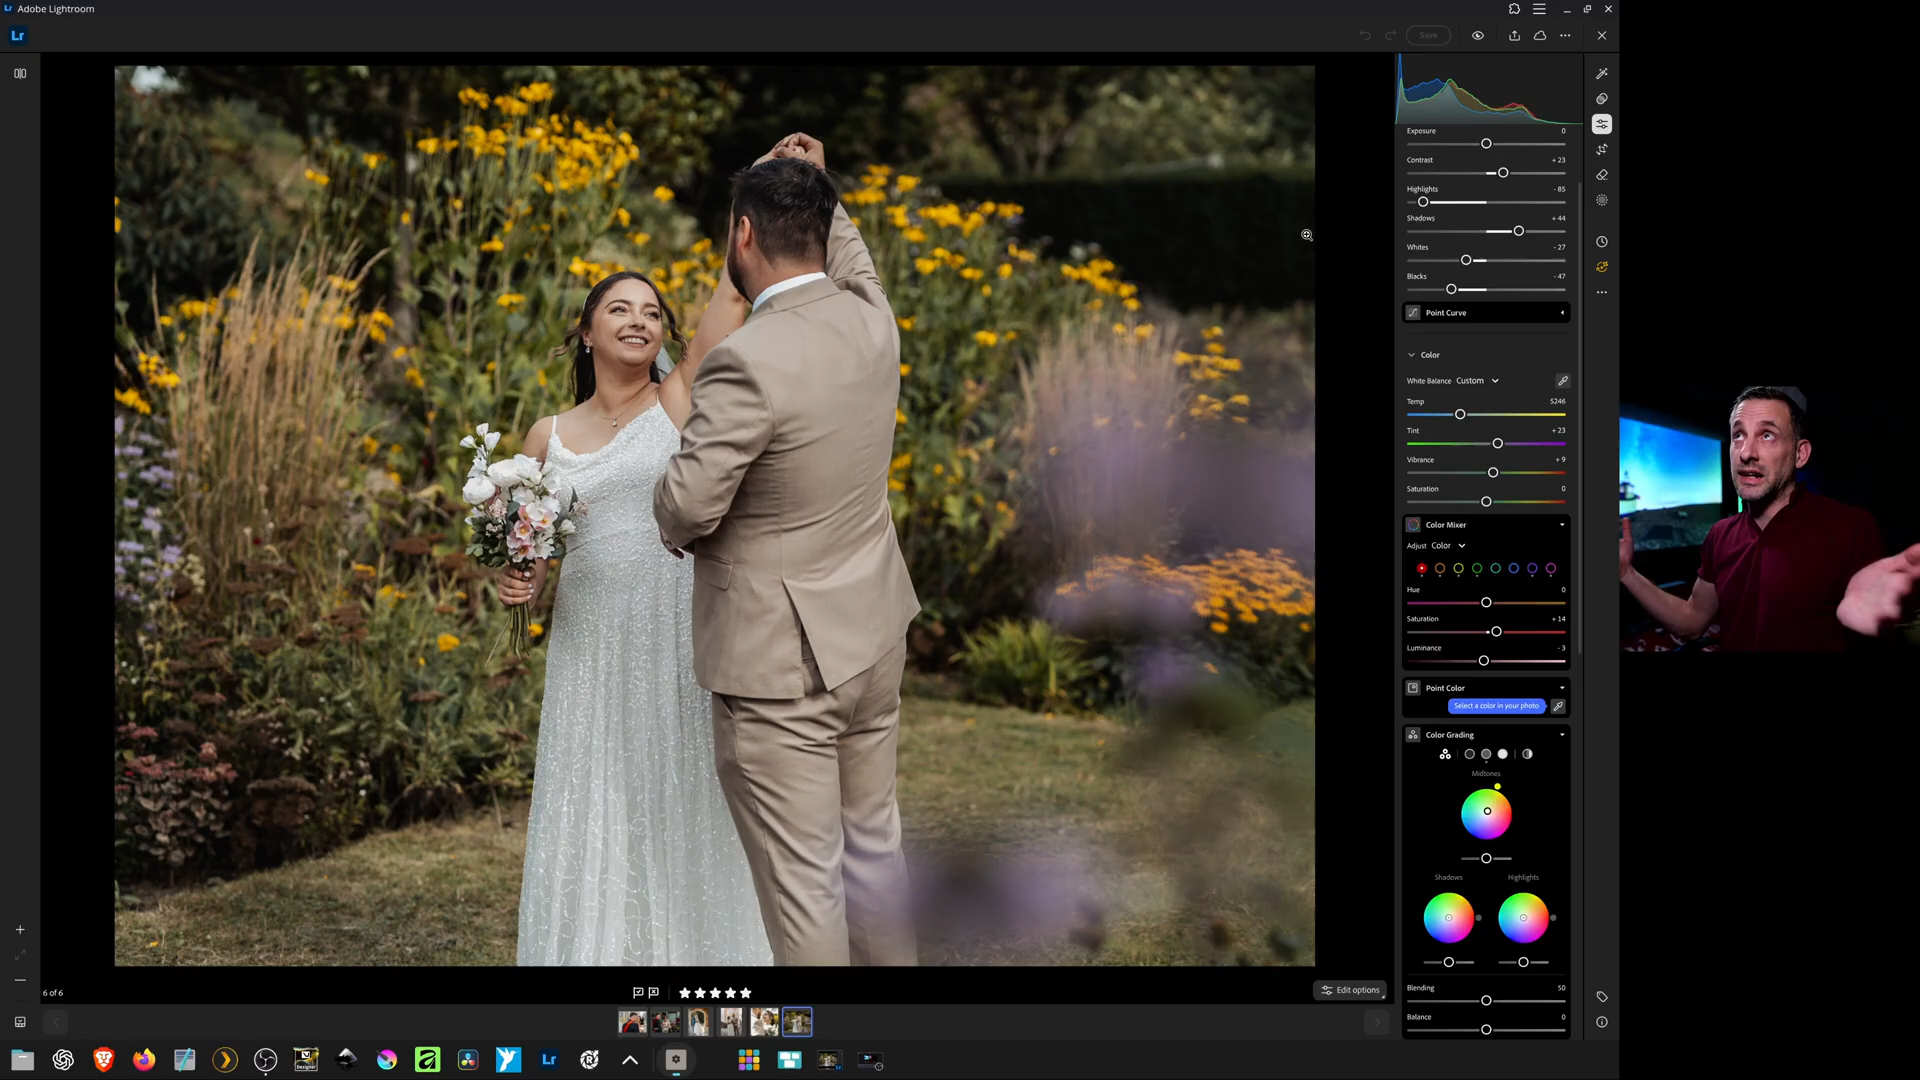 Lr Adobe Lightroom
Lr
Save
Exposure 0
Contrast + 23
Highlights - 85
Shadows + 44
Whites - 27
Blacks - 47
Point Curve
Color
White Balance Custom
Temp 5246
Tint + 23
Vibrance + 9
Saturation 0
Color Mixer
Adjust Color
Hue 0
Saturation + 14
Luminance - 3
Point Color
Select a color in your photo
Color Grading
Midtones
Shadows Highlights
Blending 50
Balance 0
6 of 6
Edit options
Designer
Lr